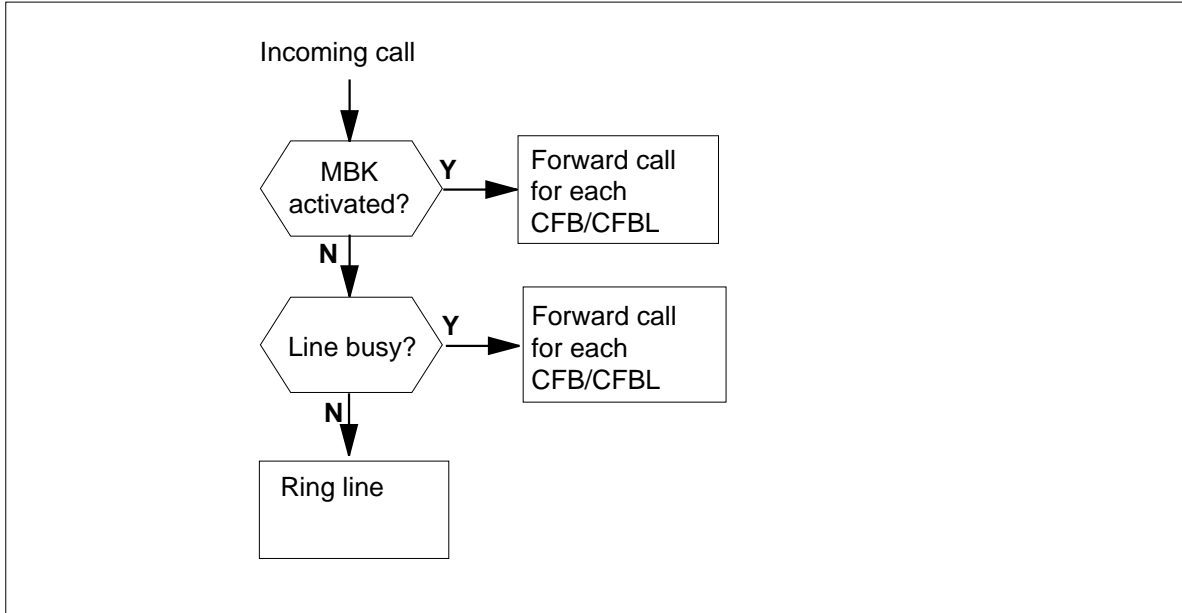 Incoming call
MBK
activated?
Y
Forward call
for each
CFB/CFBL
N
Line busy?
Y
Forward call
for each
CFB/CFBL
N
Ring line